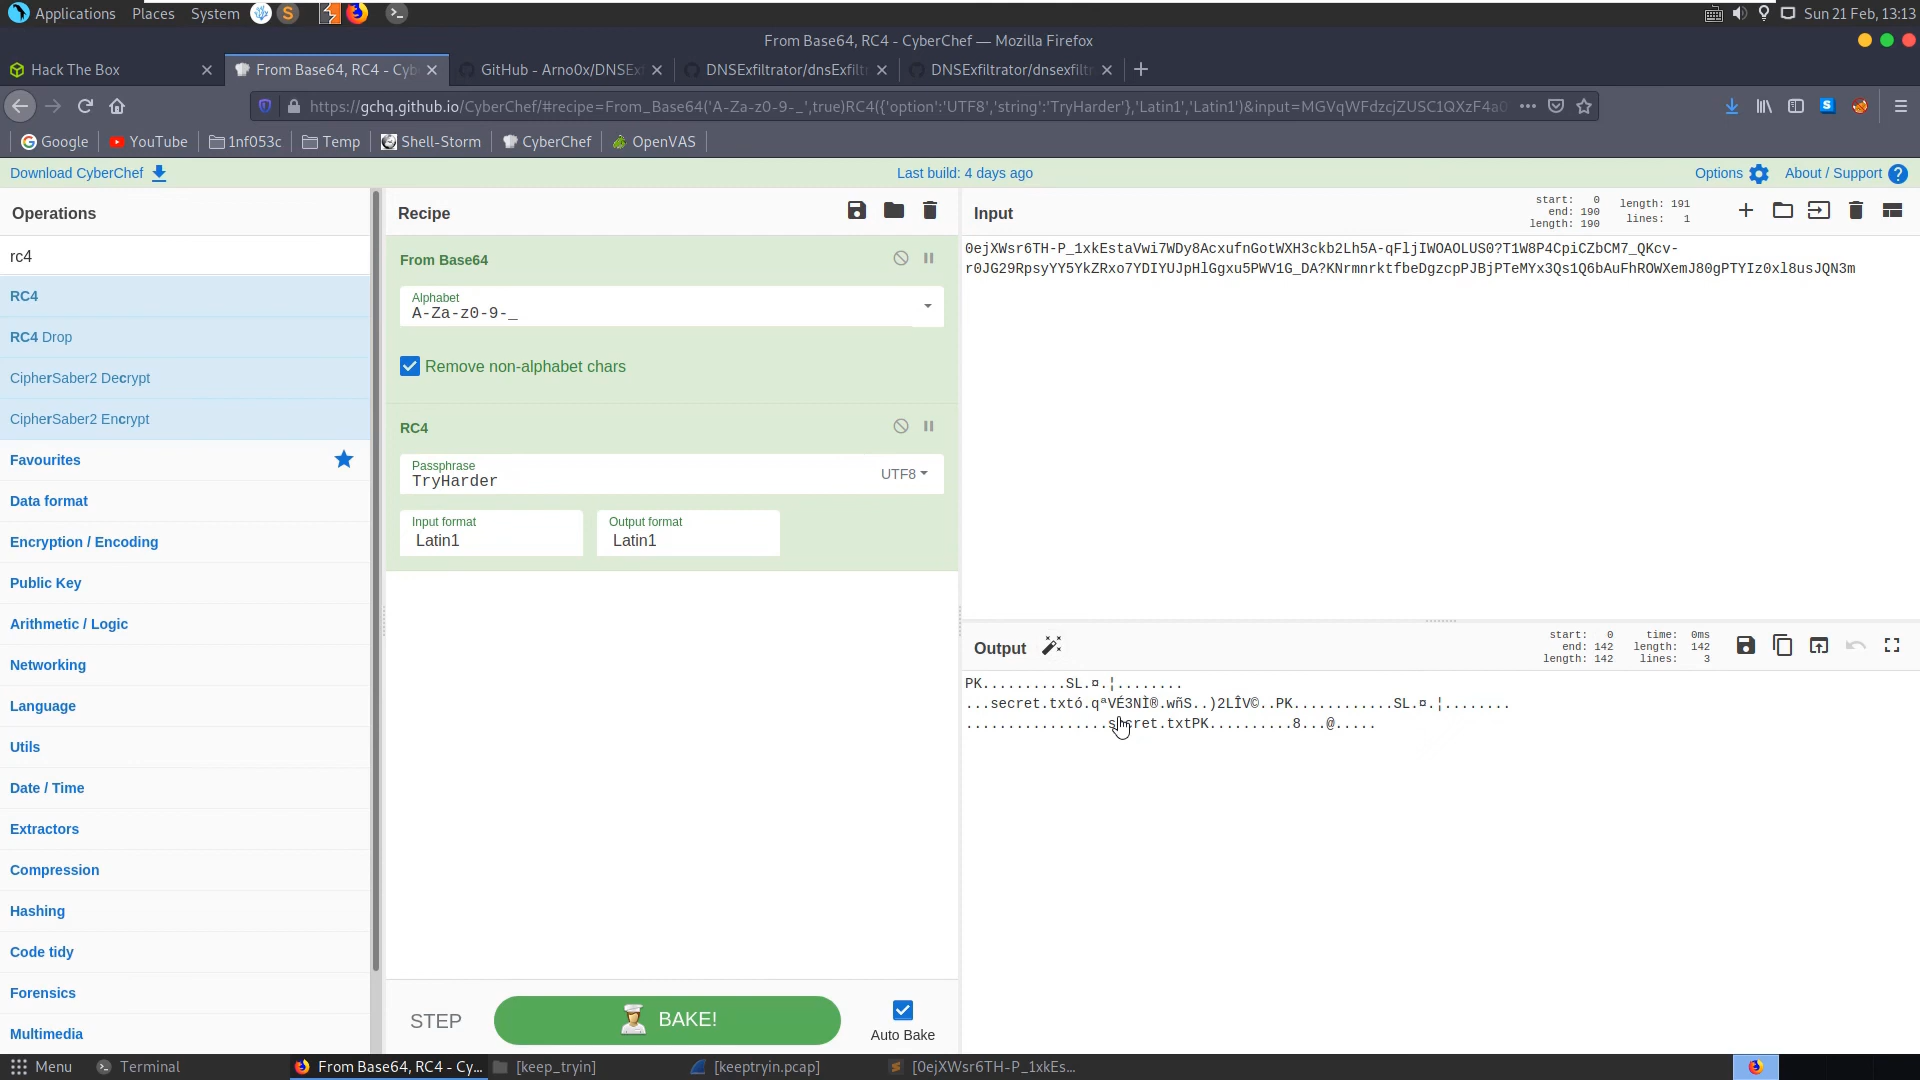 Applications Places System Sun 21 Feb, 13:13
From Base64, RC4 - CyberChef — Mozilla Firefox
Hack The Box
From Base64, RC4 - Cyb
GitHub - Arno0x/DNSEx
DNSExfiltrator/dnsExfiltr
DNSExfiltrator/dnsexfiltr
https://gchq.github.io/CyberChef/#recipe=From_Base64('A-Za-z0-9-_',true)RC4({'option':'UTF8','string':'TryHarder'},'Latin1','Latin1')&input=MGVqWFdzcjZUSC1QXzF4a0
Google YouTube 1nf053c Temp Shell-Storm CyberChef OpenVAS
Download CyberChef
Last build: 4 days ago
Options
About / Support
Operations
rc4
RC4
RC4 Drop
CipherSaber2 Decrypt
CipherSaber2 Encrypt
Favourites
Data format
Encryption / Encoding
Public Key
Arithmetic / Logic
Networking
Language
Utils
Date / Time
Extractors
Compression
Hashing
Code tidy
Forensics
Multimedia
Recipe
From Base64
Alphabet
A-Za-z0-9-_
Remove non-alphabet chars
RC4
Passphrase
TryHarder
UTF8
Input format
Latin1
Output format
Latin1
STEP
BAKE!
Auto Bake
Input
start: 0
end: 190
length: 190
length: 191
lines: 1
0ejXWsr6TH-P_1xkEstaVwi7WDy8AcxufnGotWXH3ckb2Lh5A-qFljIWOAOLUS0?T1W8P4CpiCZbCM7_QKcv-
r0JG29RpsyYY5YkZRxo7YDIYUJpHlGgxu5PWV1G_DA?KNrmnrktfbeDgzcpPJBjPTeMYx3Qs1Q6bAuFhROWXemJ80gPTYIz0xl8usJQN3m
Output
start: 0
end: 142
length: 142
time: 0ms
length: 142
lines: 3
PK..........SL.¤.¦........
...secret.txtó.qªVÉ3NÌ®.wñS..)2LÎV©..PK............SL.¤.¦........
.................secret.txtPK..........8...@.....
Menu
Terminal
From Base64, RC4 - Cy...
[keep_tryin]
[keeptryin.pcap]
[0ejXWsr6TH-P_1xkEs...